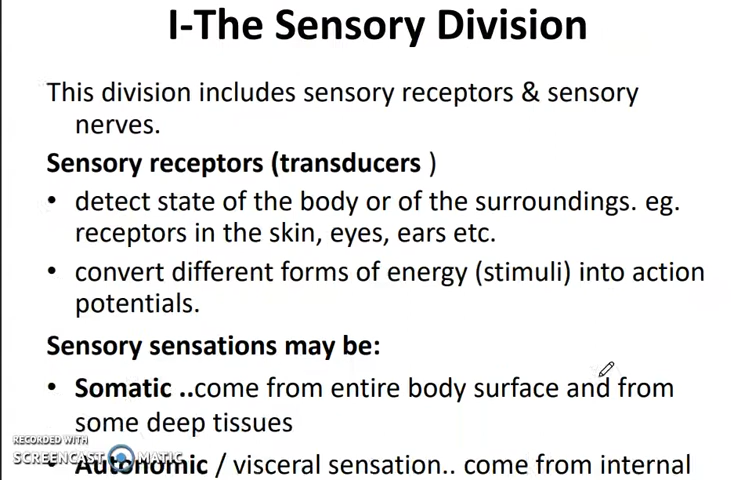 I-The Sensory Division
This division includes sensory receptors & sensory
nerves.
Sensory receptors (transducers )
• detect state of the body or of the surroundings. eg.
receptors in the skin, eyes, ears etc.
• convert different forms of energy (stimuli) into action
potentials.
Sensory sensations may be:
• Somatic ..come from entire body surface and from
some deep tissues
RECORDED WITH
SCREENCAST MATIC
• Autonomic / visceral sensation.. come from internal